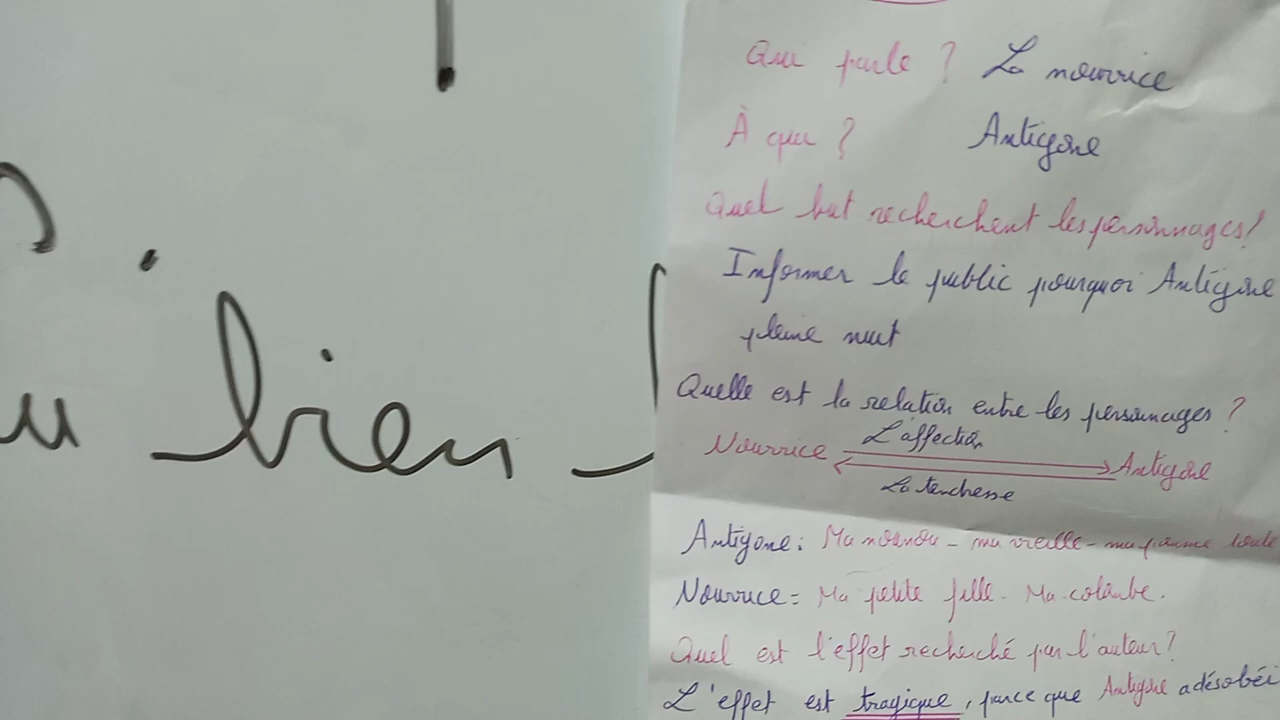 u bien
Qui parle ? La nourrice
À qui ? Antigone
Quel but recherchent les personnages?
Informer le public pourquoi Antigone
pleine nuit
Quelle est la relation entre les personnages ?
L'affection
Nourrice Antigone
La tendresse
Antigone : Ma nounou - ma vieille - ma pomme toute
Nourrice = Ma petite fille - Ma colombe.
Quel est l'effet recherché par l'auteur ?
L'effet est tragique, parce que Antigone a désobéi